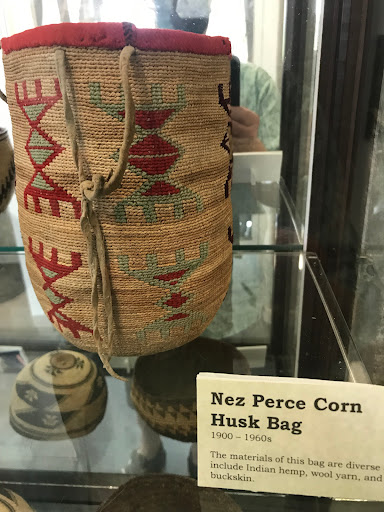 Nez Perce Corn
Husk Bag
1900 – 1960s
The materials of this bag are diverse
include Indian hemp, wool yarn, and
buckskin.